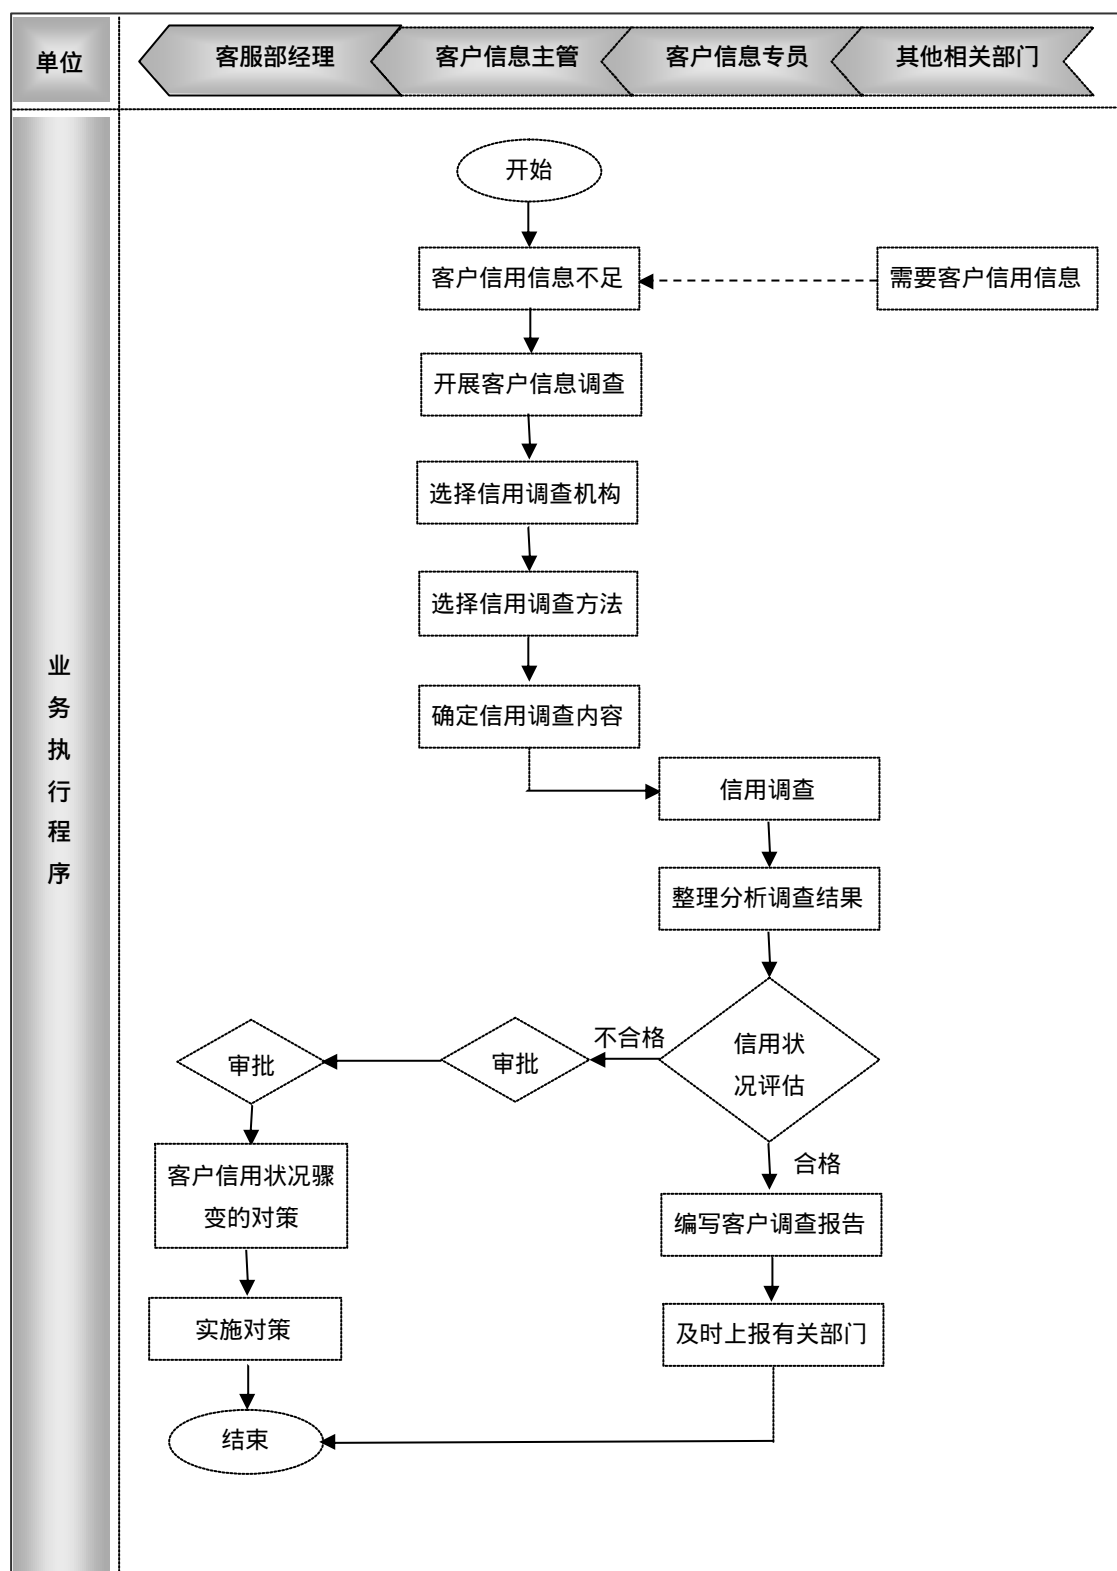 单位
客服部经理
客户信息主管
客户信息专员
其他相关部门
业
务
执
行
程
序
开始
客户信用信息不足
需要客户信用信息
开展客户信息调查
选择信用调查机构
选择信用调查方法
确定信用调查内容
信用调查
整理分析调查结果
信用状
况评估
不合格
审批
审批
合格
客户信用状况骤
变的对策
编写客户调查报告
实施对策
及时上报有关部门
结束